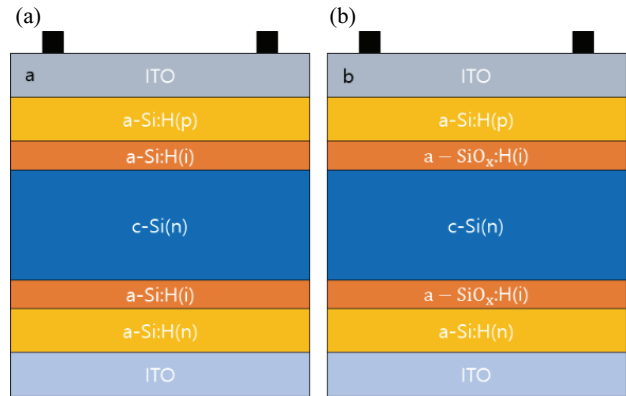 (a)
a
ITO
a-Si:H(p)
a-Si:H(i)
c-Si(n)
a-Si:H(i)
a-Si:H(n)
ITO
(b)
b
ITO
a-Si:H(p)
a − SiOₓ:H(i)
c-Si(n)
a − SiOₓ:H(i)
a-Si:H(n)
ITO